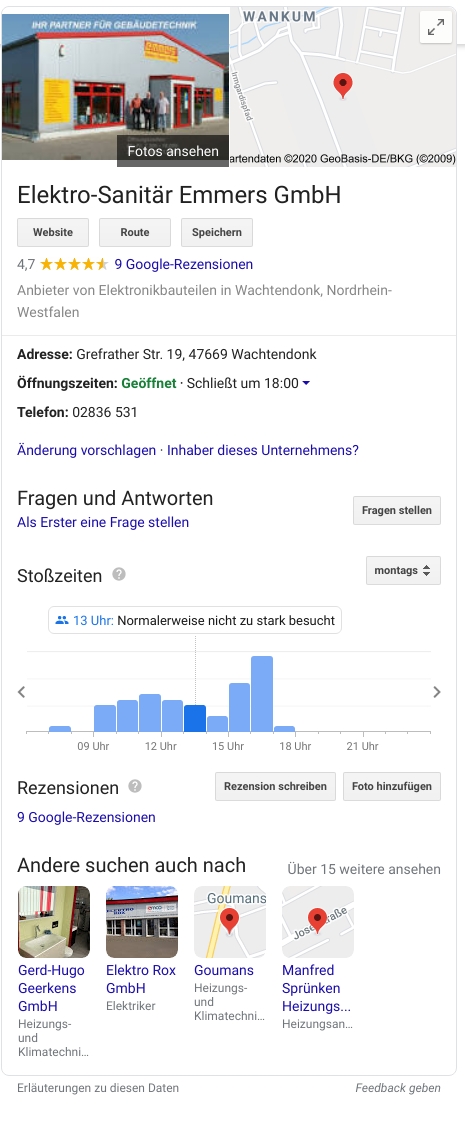 IHR PARTNER FÜR GEBÄUDETECHNIK
emmers
WANKUM
Irmgardispfad
Fotos ansehen
artendaten ©2020 GeoBasis-DE/BKG (©2009)
Elektro-Sanitär Emmers GmbH
Website Route Speichern
4,7 9 Google-Rezensionen
Anbieter von Elektronikbauteilen in Wachtendonk, Nordrhein-
Westfalen
Adresse: Grefrather Str. 19, 47669 Wachtendonk
Öffnungszeiten: Geöffnet · Schließt um 18:00
Telefon: 02836 531
Änderung vorschlagen · Inhaber dieses Unternehmens?
Fragen und Antworten
Fragen stellen
Als Erster eine Frage stellen
Stoßzeiten ?
montags
13 Uhr: Normalerweise nicht zu stark besucht
09 Uhr 12 Uhr 15 Uhr 18 Uhr 21 Uhr
Rezensionen ?
Rezension schreiben Foto hinzufügen
9 Google-Rezensionen
Andere suchen auch nach
Über 15 weitere ansehen
ELEKTRO
ROX
Goumans
Gerd-Hugo
Geerkens
GmbH
Heizungs-
und
Klimatechni...
Elektro Rox
GmbH
Elektriker
Goumans
Heizungs-
und
Klimatechni...
Manfred
Sprünken
Heizungs...
Heizungsan...
Erläuterungen zu diesen Daten
Feedback geben